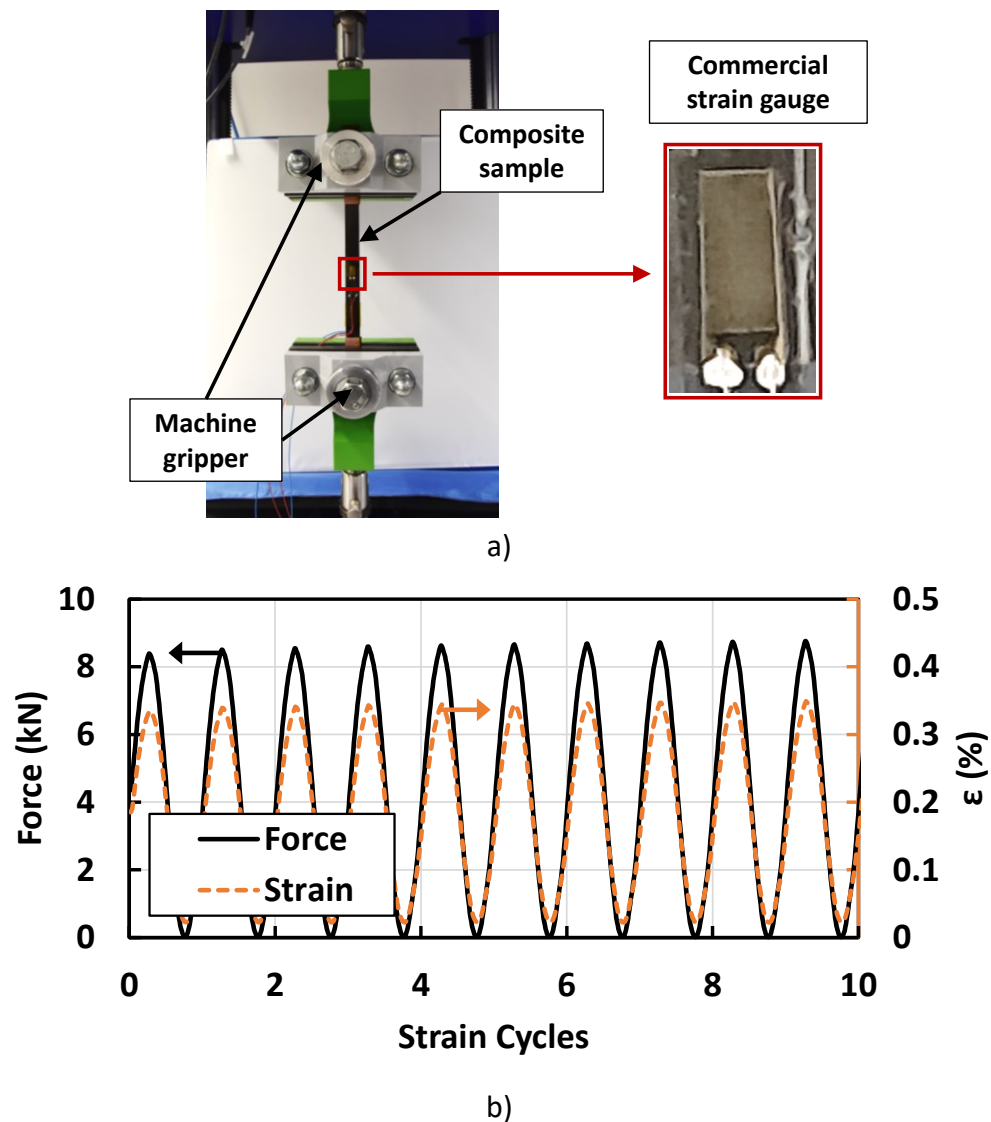 Commercial
strain gauge
Composite
sample
Machine
gripper
a)
10
8
6
4
2
0
Force (kN)
0.5
0.4
0.3
0.2
0.1
0
ε (%)
Force
Strain
0 2 4 6 8 10
Strain Cycles
b)